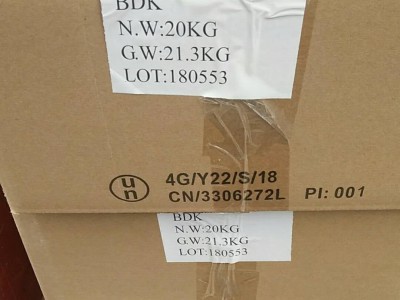 BDK
N.W:20KG
G.W:21.3KG
LOT:180553
un 4G/Y22/S/18
CN/3306272L PI: 001
BDK
N.W:20KG
G.W:21.3KG
LOT:180553